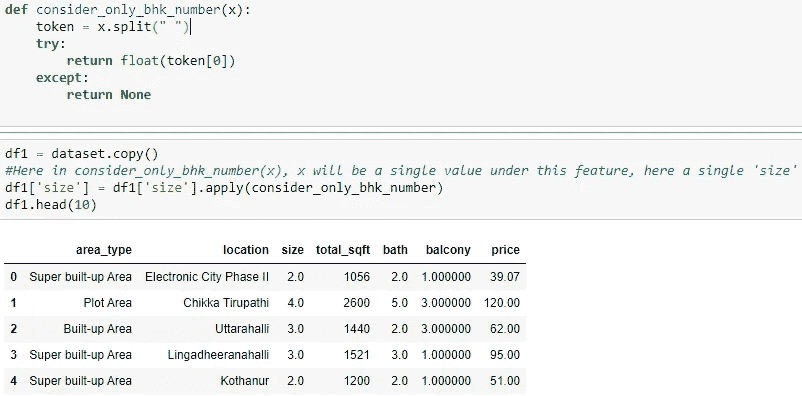 def consider_only_bhk_number(x):
    token = x.split(" ")
    try:
        return float(token[0])
    except:
        return None
df1 = dataset.copy()
#Here in consider_only_bhk_number(x), x will be a single value under this feature, here a single 'size'
df1['size'] = df1['size'].apply(consider_only_bhk_number)
df1.head(10)
area_type location size total_sqft bath balcony price
0 Super built-up Area Electronic City Phase II 2.0 1056 2.0 1.000000 39.07
1 Plot Area Chikka Tirupathi 4.0 2600 5.0 3.000000 120.00
2 Built-up Area Uttarahalli 3.0 1440 2.0 3.000000 62.00
3 Super built-up Area Lingadheeranahalli 3.0 1521 3.0 1.000000 95.00
4 Super built-up Area Kothanur 2.0 1200 2.0 1.000000 51.00